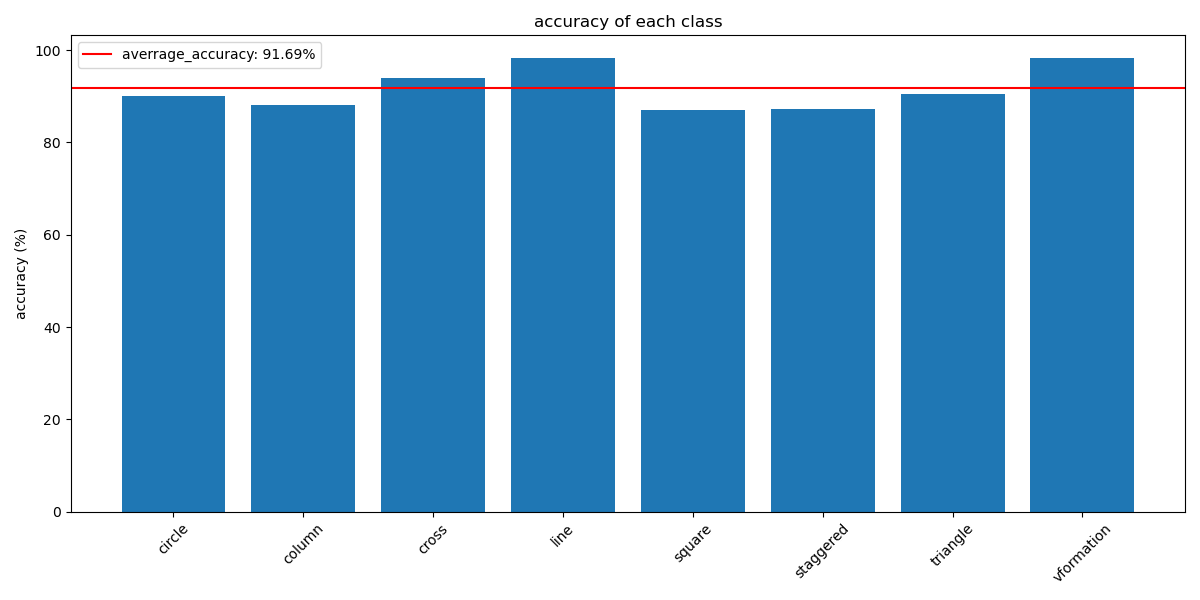 accuracy of each class
averrage_accuracy: 91.69%
accuracy (%)
100
80
60
40
20
0
circle
column
cross
line
square
staggered
triangle
vformation